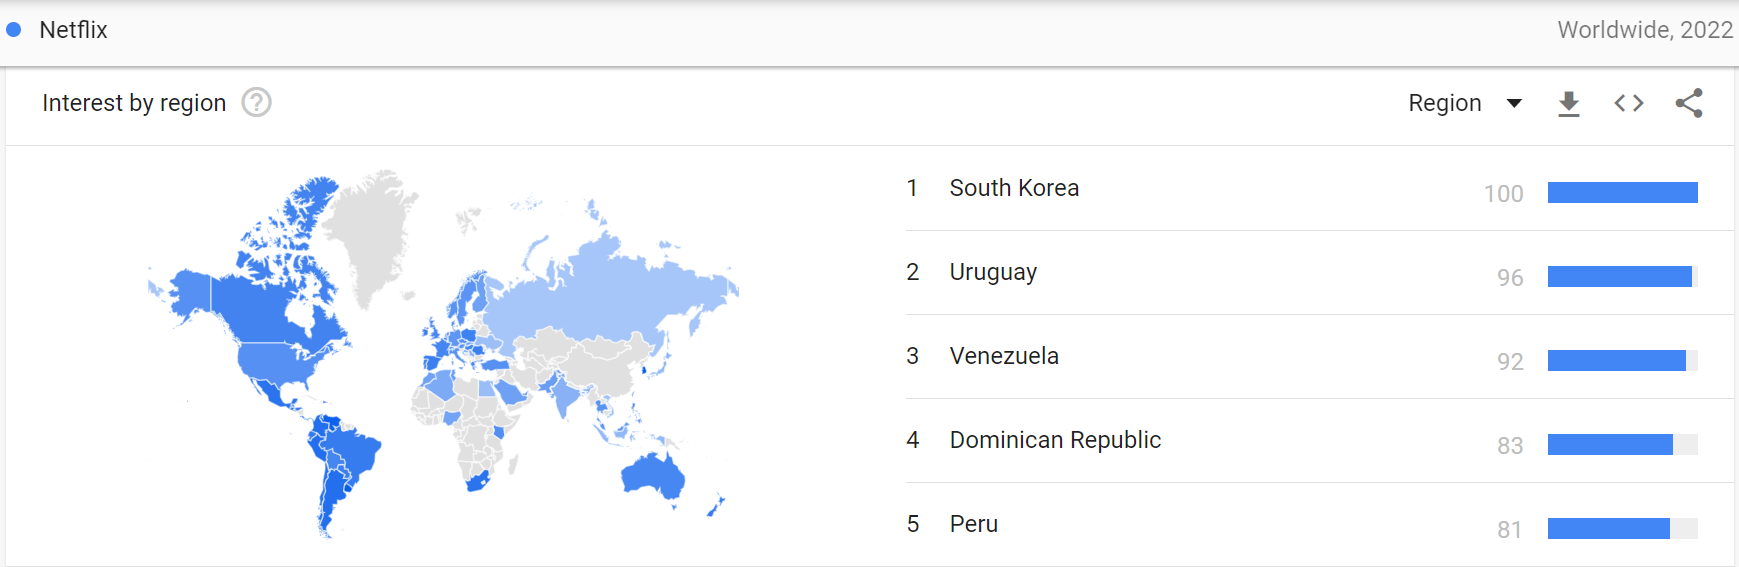 Netflix
Worldwide, 2022
Interest by region ?
Region
1 South Korea 100
2 Uruguay 96
3 Venezuela 92
4 Dominican Republic 83
5 Peru 81